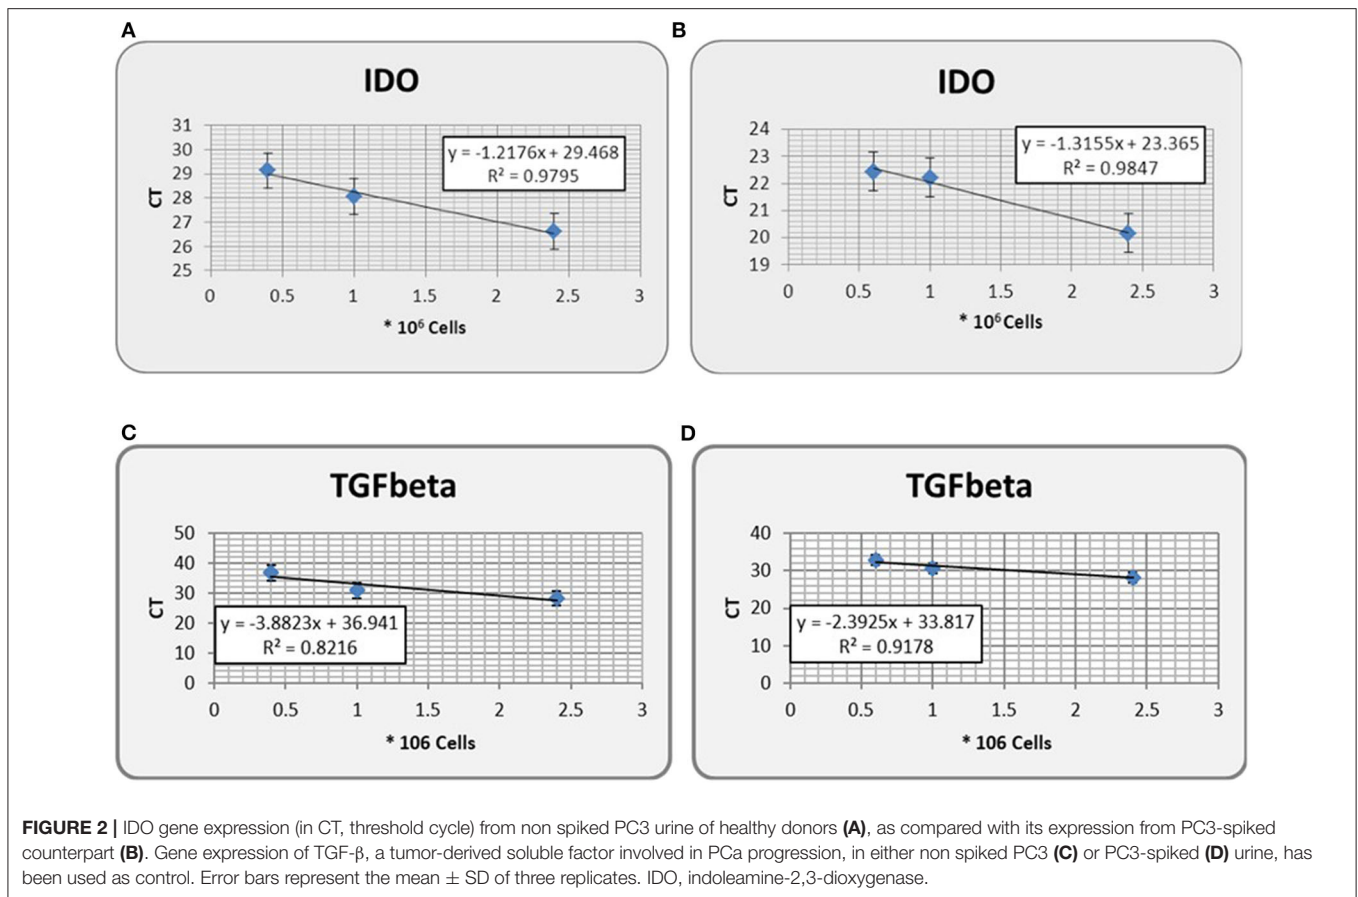 A
IDO
31
30
29
28
27
26
25
CT
y = -1.2176x + 29.468
R² = 0.9795
0 0.5 1 1.5 2 2.5 3
* 10⁶ Cells
B
IDO
24
23
22
21
20
19
CT
y = -1.3155x + 23.365
R² = 0.9847
0 0.5 1 1.5 2 2.5 3
* 10⁶ Cells
C
TGFbeta
50
40
30
20
10
0
CT
y = -3.8823x + 36.941
R² = 0.8216
0 0.5 1 1.5 2 2.5 3
* 106 Cells
D
TGFbeta
40
30
20
10
0
CT
y = -2.3925x + 33.817
R² = 0.9178
0 0.5 1 1.5 2 2.5 3
* 106 Cells
FIGURE 2 | IDO gene expression (in CT, threshold cycle) from non spiked PC3 urine of healthy donors (A), as compared with its expression from PC3-spiked
counterpart (B). Gene expression of TGF-β, a tumor-derived soluble factor involved in PCa progression, in either non spiked PC3 (C) or PC3-spiked (D) urine, has
been used as control. Error bars represent the mean ± SD of three replicates. IDO, indoleamine-2,3-dioxygenase.